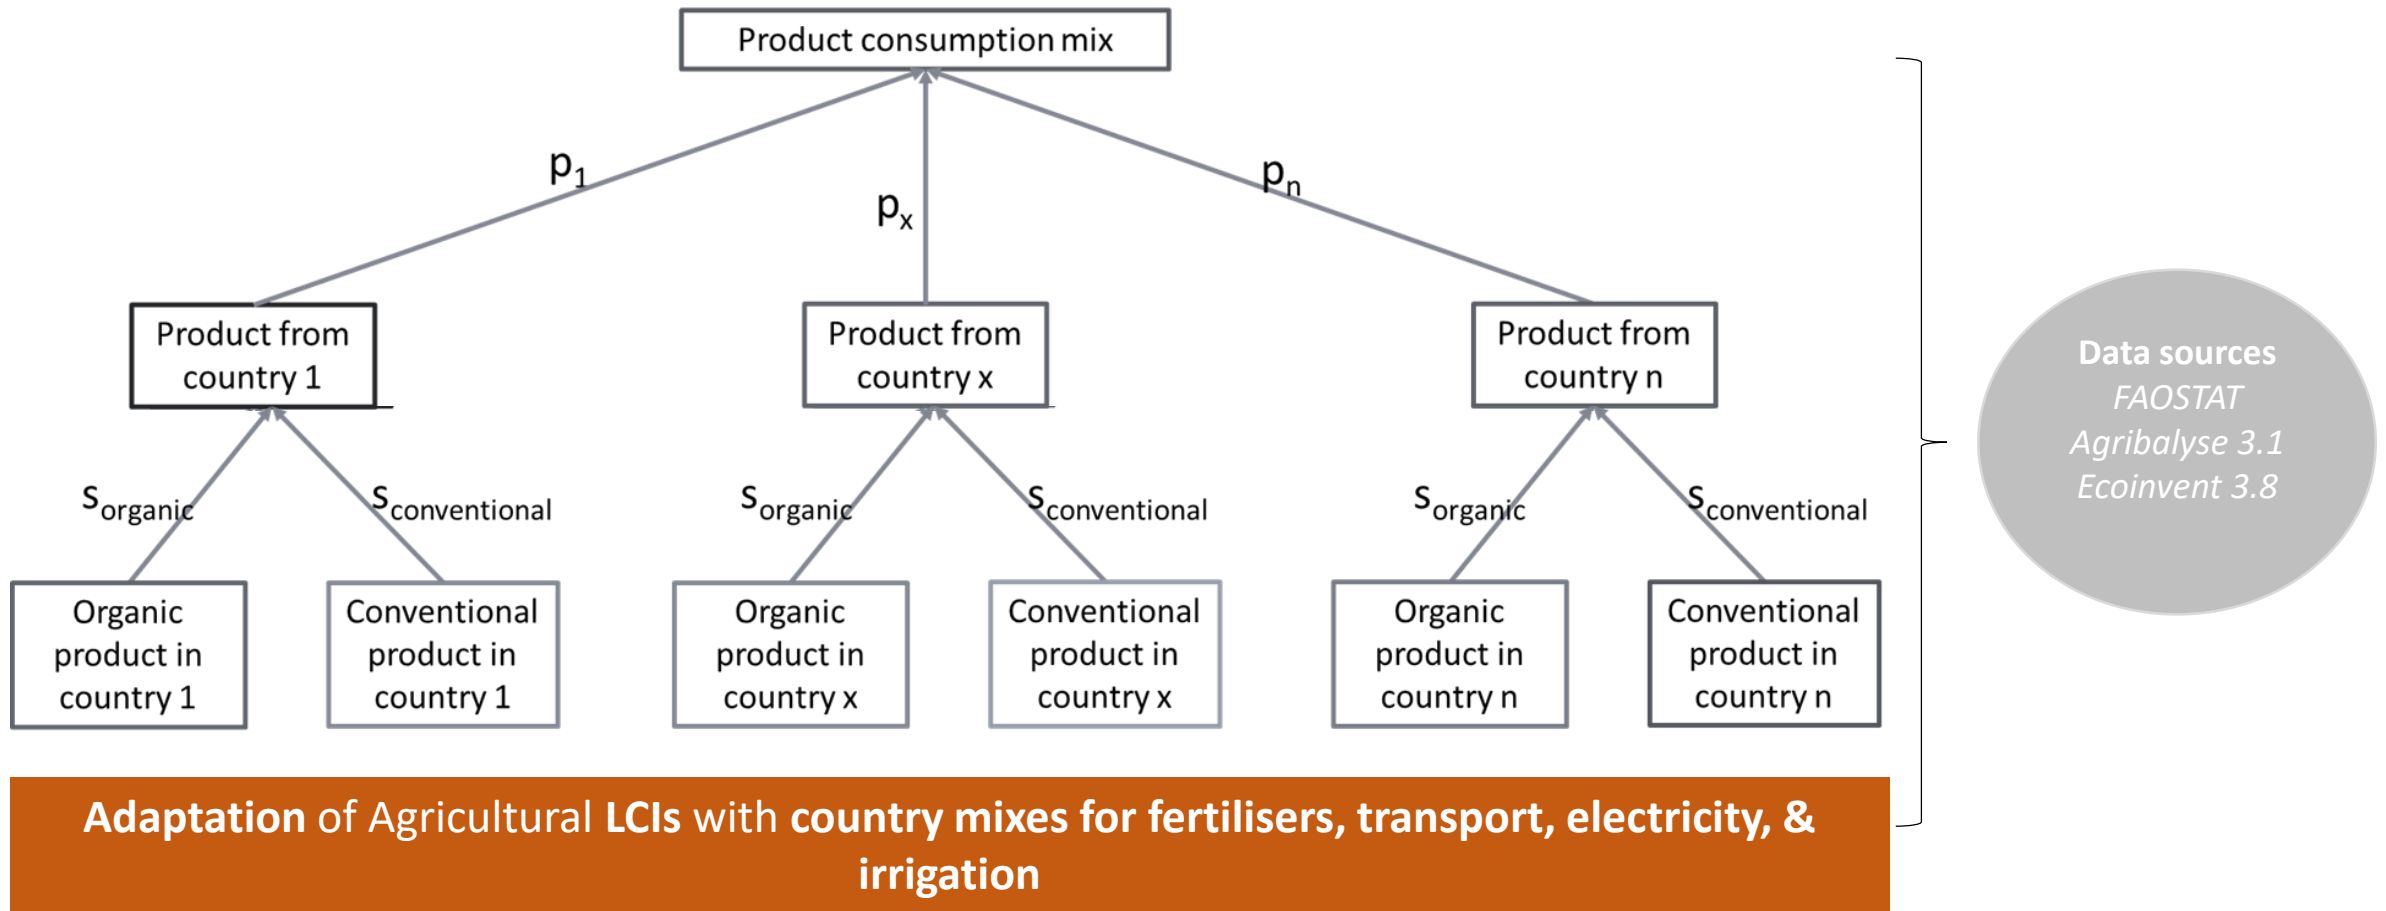 Product consumption mix
p1
px
pn
Product from
country 1
Product from
country x
Product from
country n
sorganic
sconventional
sorganic
sconventional
sorganic
sconventional
Organic
product in
country 1
Conventional
product in
country 1
Organic
product in
country x
Conventional
product in
country x
Organic
product in
country n
Conventional
product in
country n
Adaptation of Agricultural LCIs with country mixes for fertilisers, transport, electricity, &
irrigation
Data sources
FAOSTAT
Agribalyse 3.1
Ecoinvent 3.8